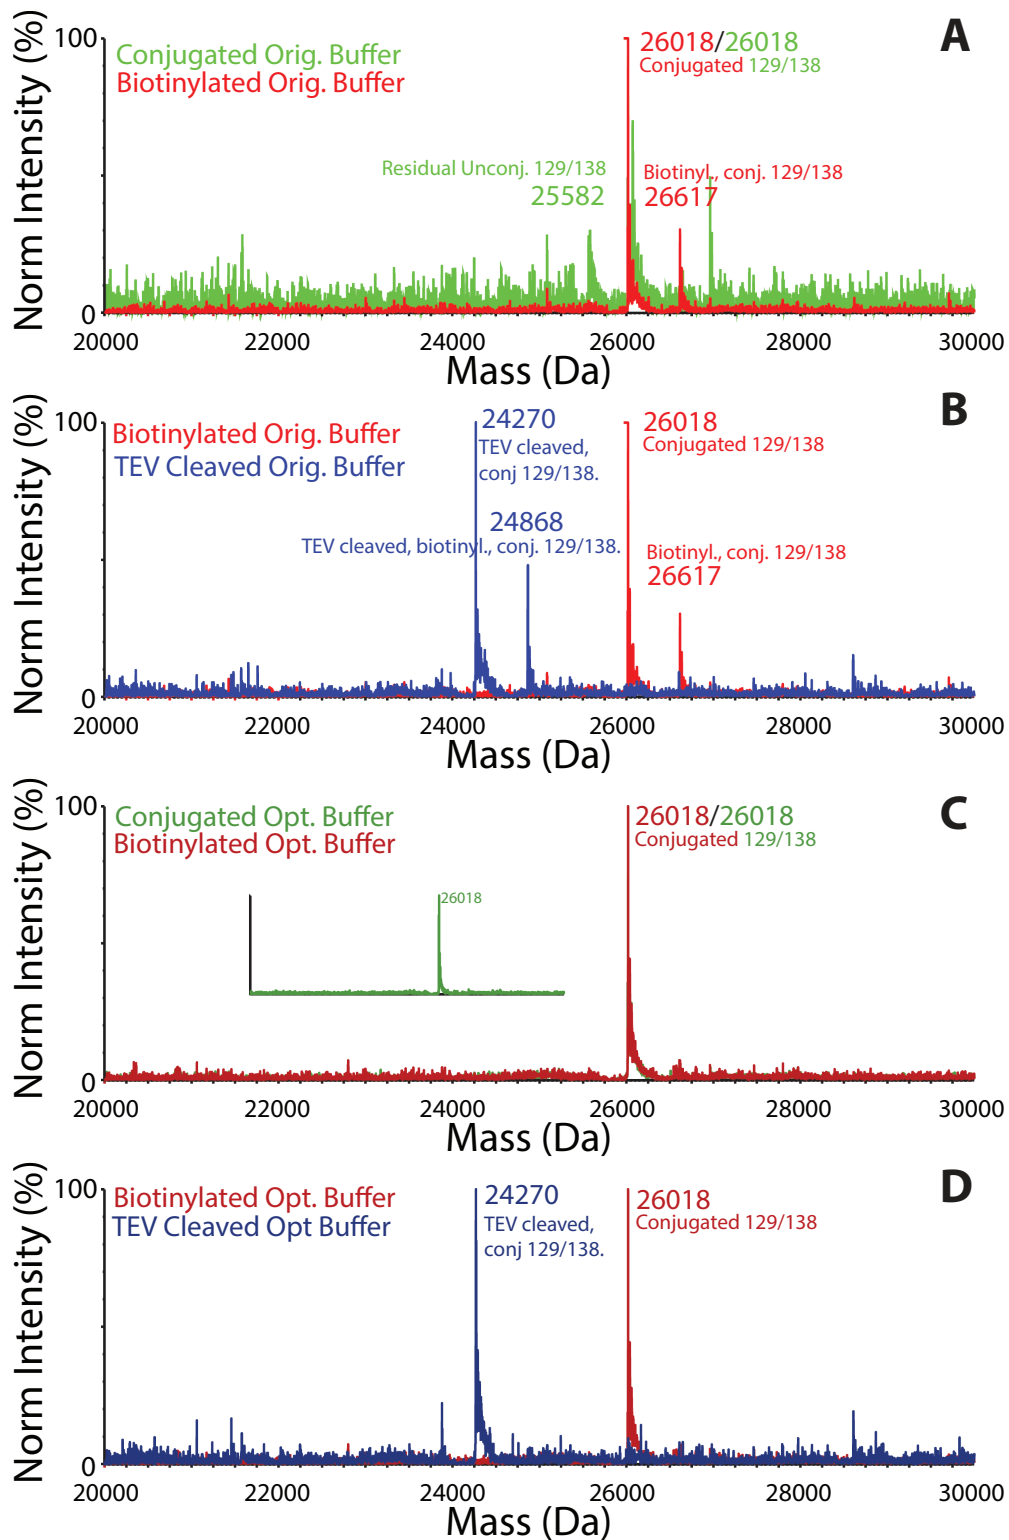 A
Norm Intensity (%)
100
0
Conjugated Orig. Buffer
Biotinylated Orig. Buffer
26018/26018
Conjugated 129/138
Residual Unconj. 129/138
25582
Biotinyl., conj. 129/138
26617
20000 22000 24000 26000 28000 30000
Mass (Da)
B
Norm Intensity (%)
100
0
Biotinylated Orig. Buffer
TEV Cleaved Orig. Buffer
24270
TEV cleaved,
conj 129/138.
26018
Conjugated 129/138
24868
TEV cleaved, biotinyl., conj. 129/138.
Biotinyl., conj. 129/138
26617
20000 22000 24000 26000 28000 30000
Mass (Da)
C
Norm Intensity (%)
100
0
Conjugated Opt. Buffer
Biotinylated Opt. Buffer
26018/26018
Conjugated 129/138
26018
20000 22000 24000 26000 28000 30000
Mass (Da)
D
Norm Intensity (%)
100
0
Biotinylated Opt. Buffer
TEV Cleaved Opt Buffer
24270
TEV cleaved,
conj 129/138.
26018
Conjugated 129/138
20000 22000 24000 26000 28000 30000
Mass (Da)